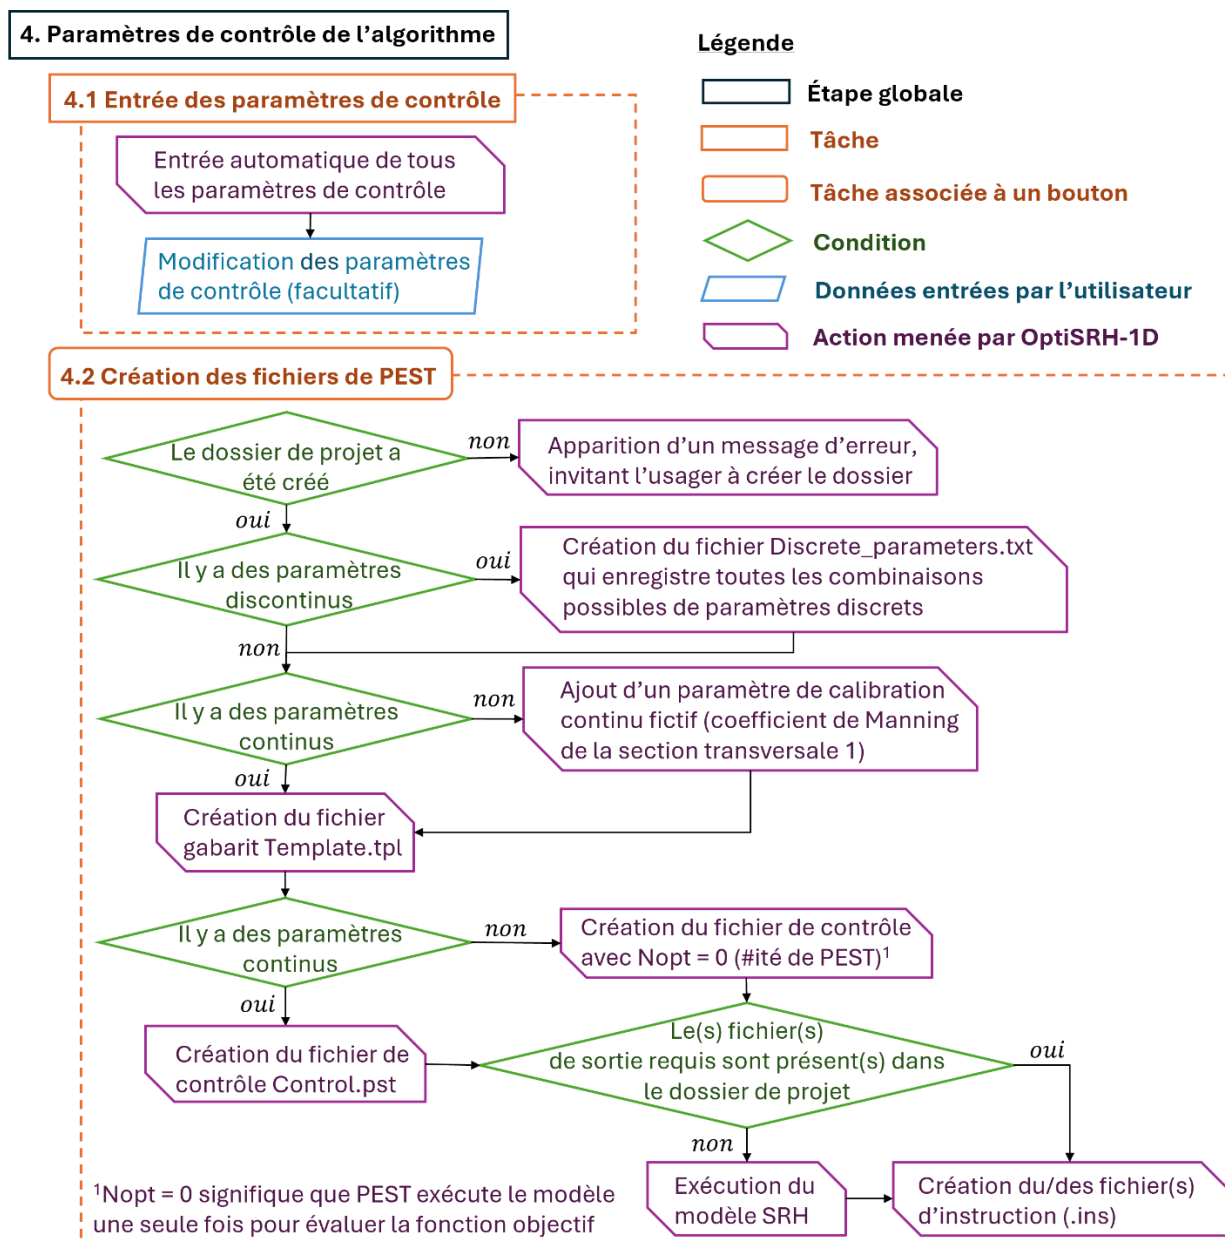 4. Paramètres de contrôle de l'algorithme
4.1 Entrée des paramètres de contrôle
Entrée automatique de tous
les paramètres de contrôle
Modification des paramètres
de contrôle (facultatif)
Légende
Étape globale
Tâche
Tâche associée à un bouton
Condition
Données entrées par l'utilisateur
Action menée par OptiSRH-1D
4.2 Création des fichiers de PEST
Le dossier de projet a
été créé
non
Apparition d'un message d'erreur,
invitant l'usager à créer le dossier
oui
Il y a des paramètres
discontinus
oui
Création du fichier Discrete_parameters.txt
qui enregistre toutes les combinaisons
possibles de paramètres discrets
non
Il y a des paramètres
continus
non
Ajout d'un paramètre de calibration
continu fictif (coefficient de Manning
de la section transversale 1)
oui
Création du fichier
gabarit Template.tpl
Il y a des paramètres
continus
non
Création du fichier de contrôle
avec Nopt = 0 (#ité de PEST)¹
oui
Création du fichier de
contrôle Control.pst
Le(s) fichier(s)
de sortie requis sont présent(s) dans
le dossier de projet
oui
non
Exécution du
modèle SRH
Création du/des fichier(s)
d'instruction (.ins)
¹Nopt = 0 signifie que PEST exécute le modèle
une seule fois pour évaluer la fonction objectif